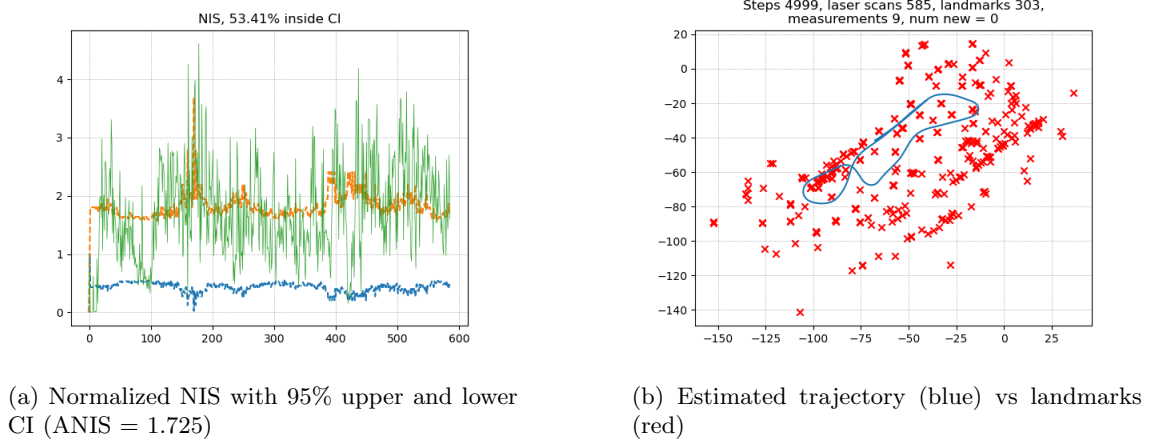 NIS, 53.41% inside CI
4
3
2
1
0
0 100 200 300 400 500 600
(a) Normalized NIS with 95% upper and lower
CI (ANIS = 1.725)
Steps 4999, laser scans 585, landmarks 303,
measurements 9, num new = 0
20
0
−20
−40
−60
−80
−100
−120
−140
−150 −125 −100 −75 −50 −25 0 25
(b) Estimated trajectory (blue) vs landmarks
(red)